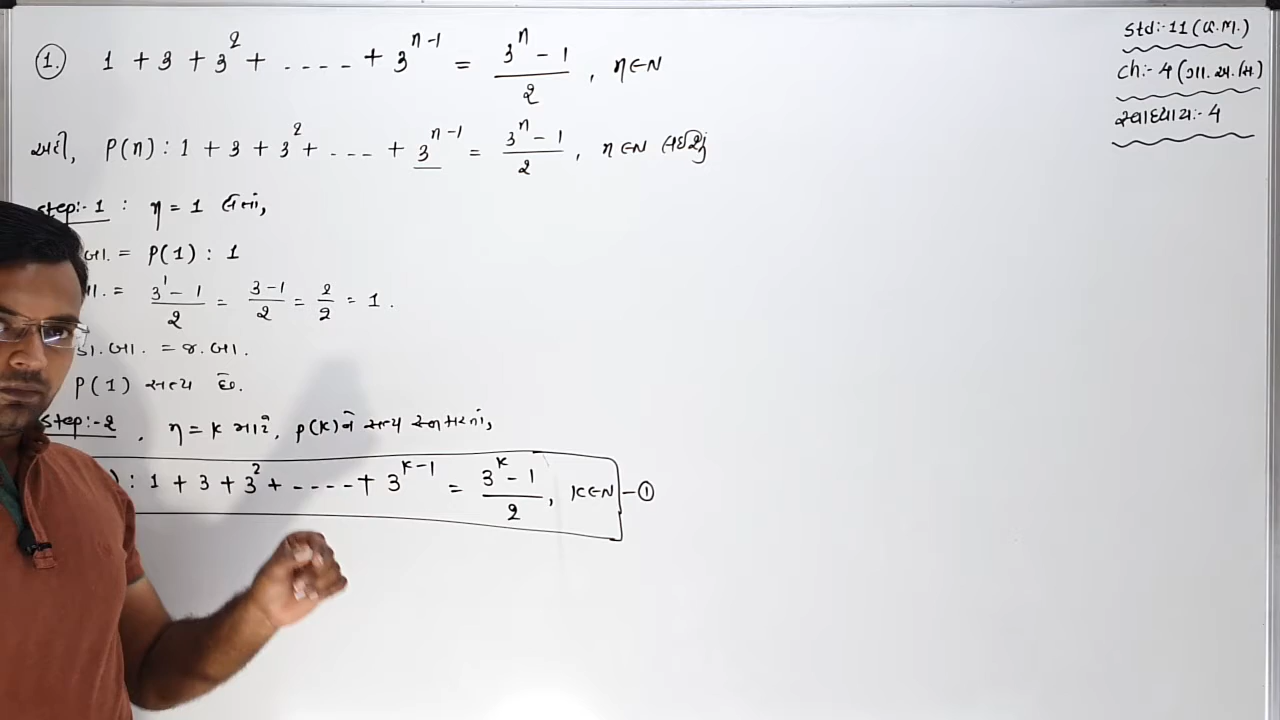 1. 1 + 3 + 3² + ---- + 3ⁿ⁻¹ = (3ⁿ - 1)/2 , n∈N
અહી, P(n) : 1 + 3 + 3² + --- + 3ⁿ⁻¹ = (3ⁿ - 1)/2 , n∈N લઈશું
step:- 1 : n = 1 લેતાં,
બા. = P(1) : 1
બા. = (3¹ - 1)/2 = (3-1)/2 = 2/2 = 1 .
ડા. બા. = જ. બા.
P(1) સત્ય છે.
step:- 2 , n = k માટે, P(k)ને સત્ય
) : 1 + 3 + 3² + ---- + 3ᵏ⁻¹ = (3ᵏ - 1)/2 , k∈N - ①
Std:- 11 (ગ.મ.)
Ch:- 4 (ગા. અ. સિ.)
સ્વાધ્યાય:- 4